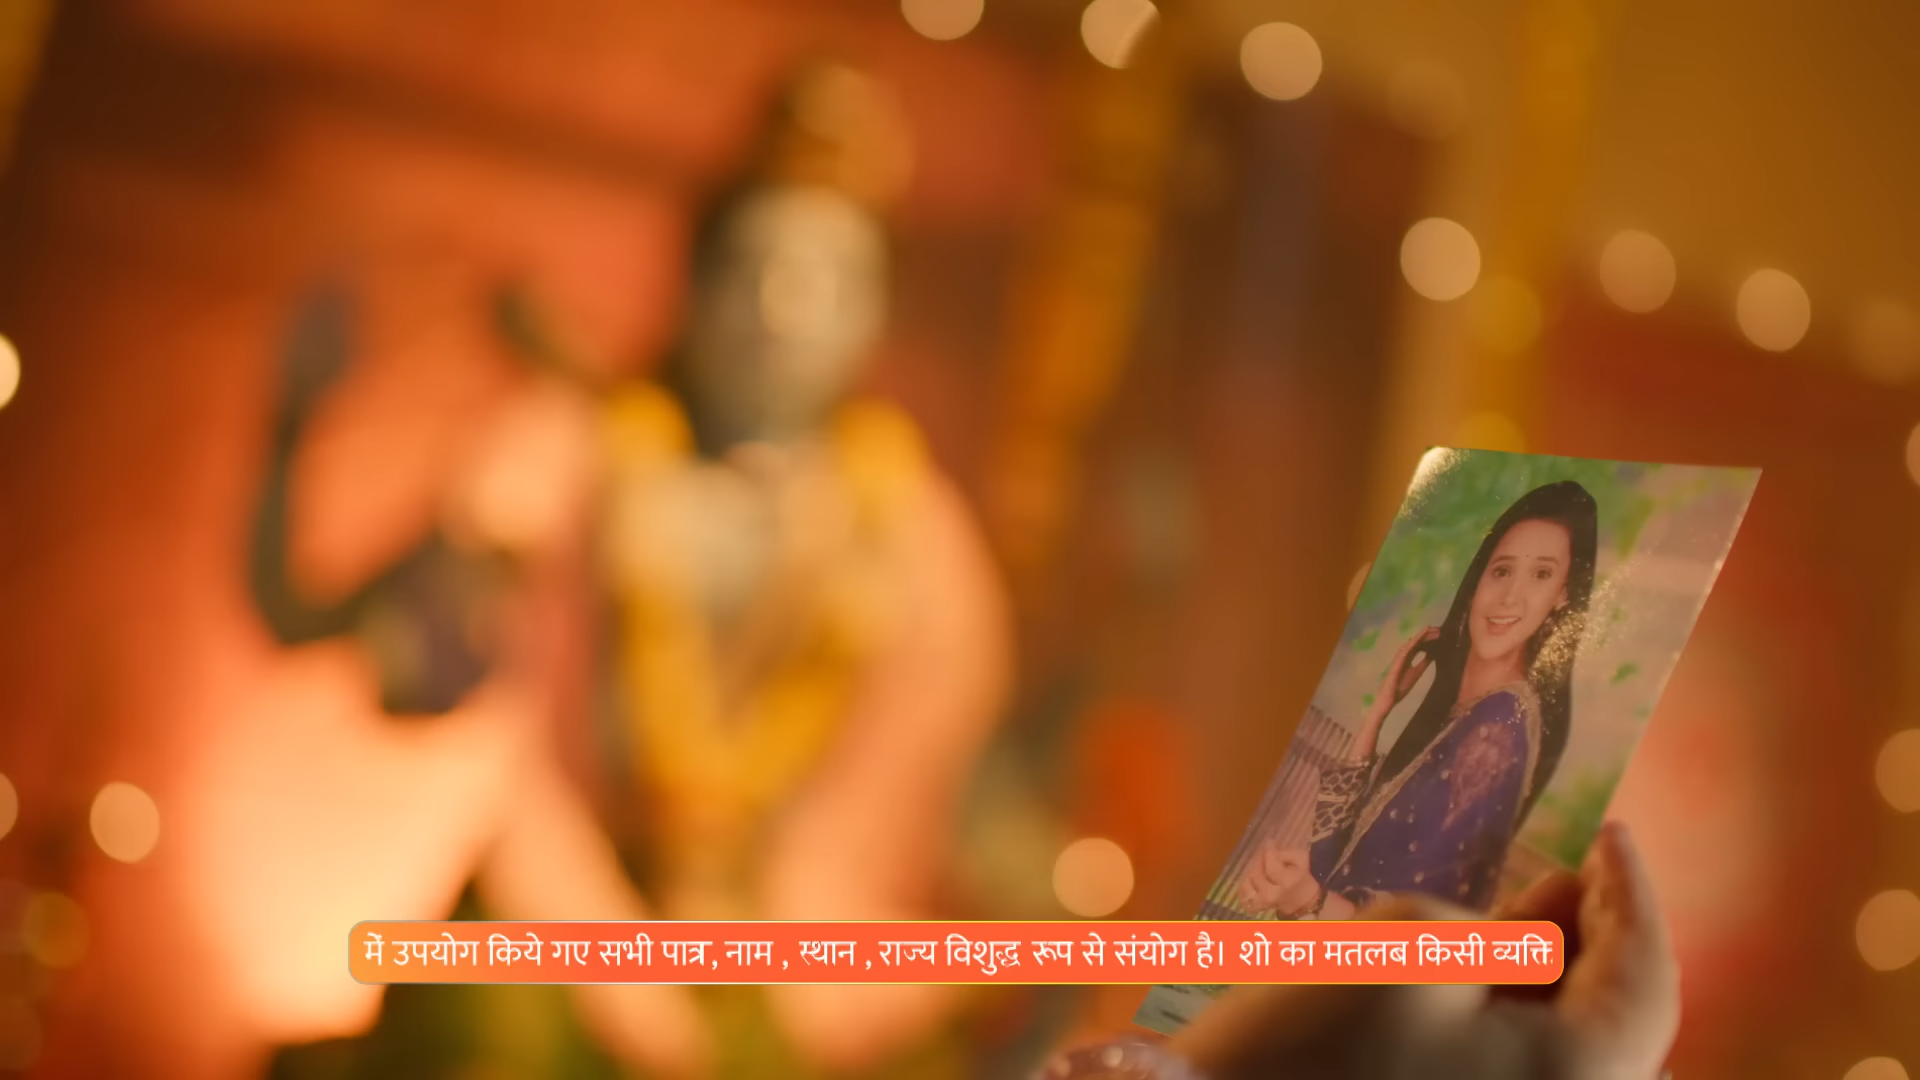 में उपयोग किये गए सभी पात्र, नाम , स्थान , राज्य विशुद्ध रूप से संयोग है। शो का मतलब किसी व्यक्ति